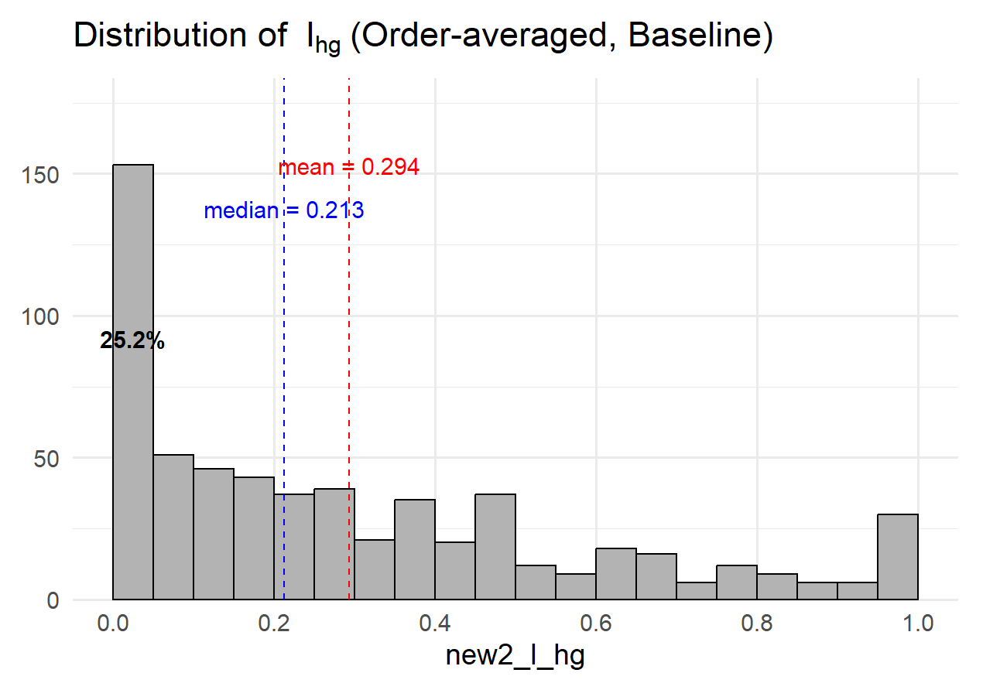 Distribution of  I_hg (Order-averaged, Baseline)
150
mean = 0.294
median = 0.213
100
25.2%
50
0
0.0 0.2 0.4 0.6 0.8 1.0
new2_I_hg